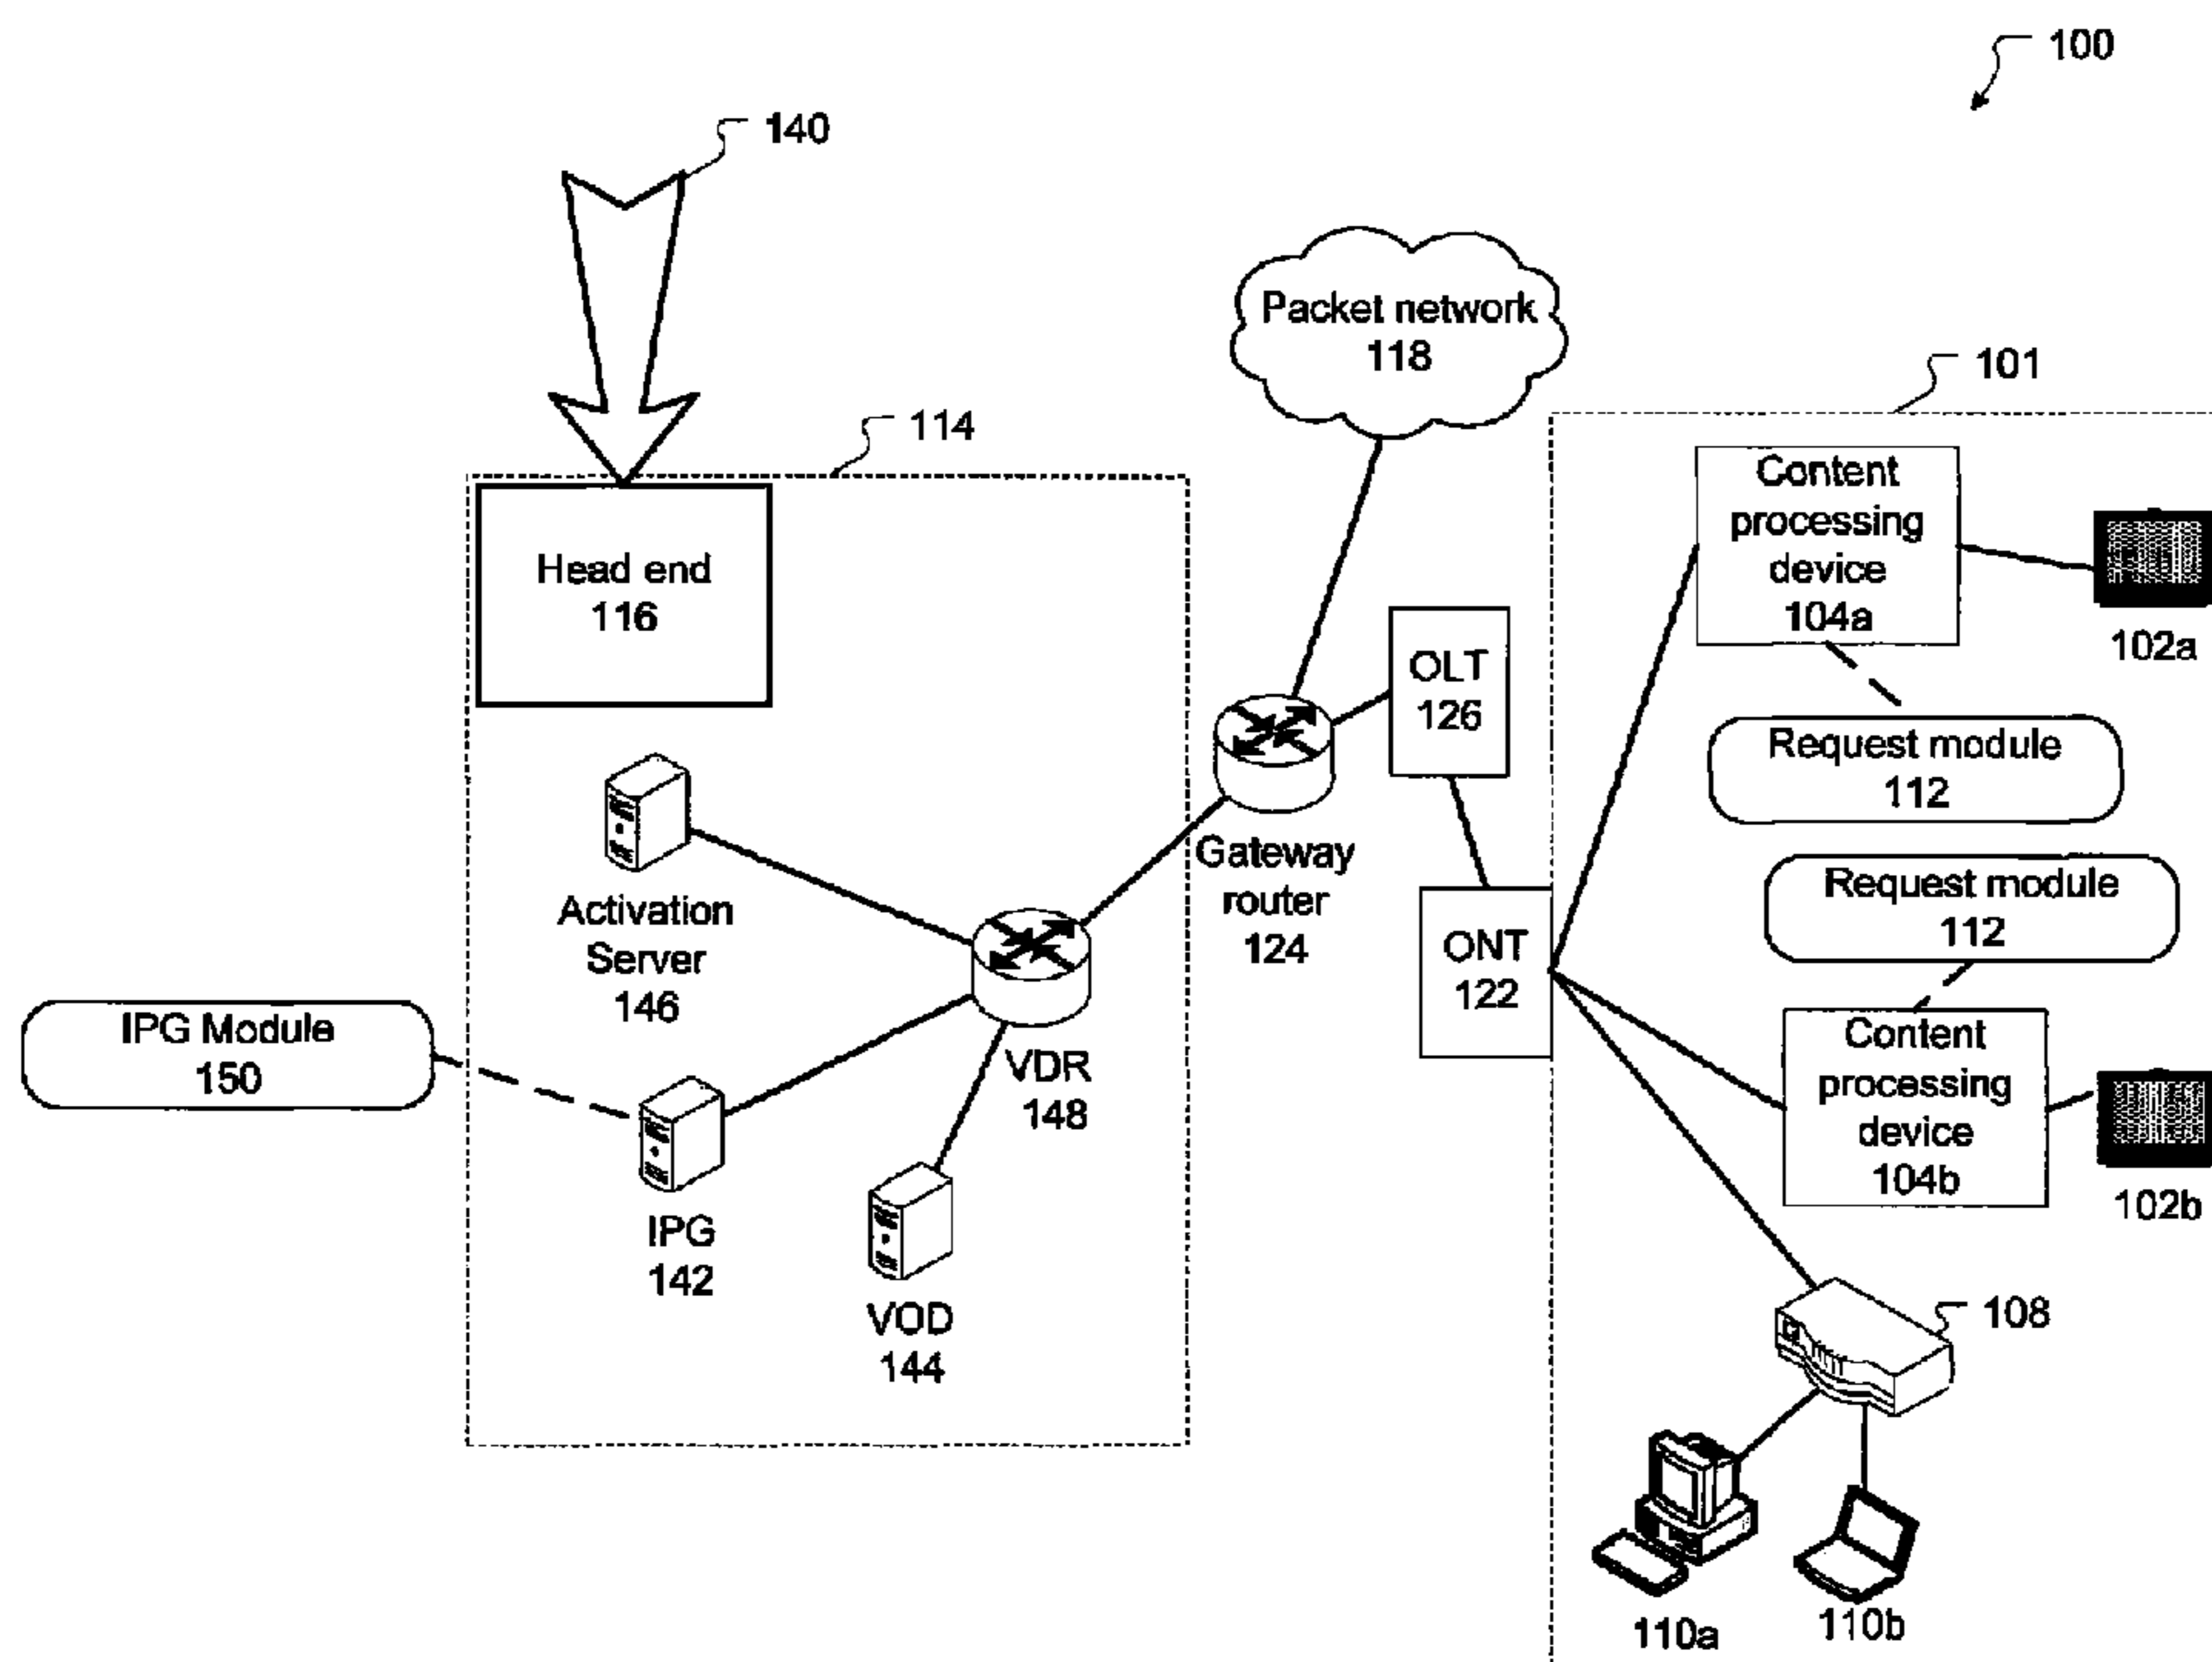 100
140
Packet network
118
101
114
Content
processing
device
104a
Head end
116
102a
OLT
126
Request module
112
Gateway
router
124
Request module
112
Activation
Server
146
ONT
122
IPG Module
150
VDR
148
Content
processing
device
104b
102b
IPG
142
VOD
144
108
110a
110b